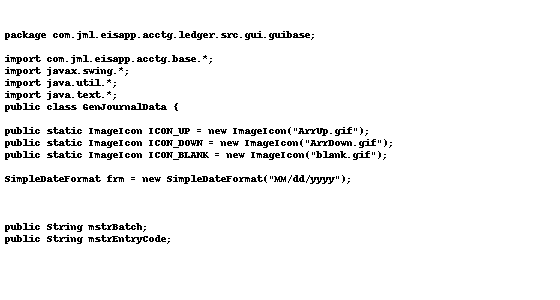 package com.jml.eisapp.acctg.ledger.src.gui.guibase;
import com.jml.eisapp.acctg.base.*;
import javax.swing.*;
import java.util.*;
import java.text.*;
public class GenJournalData {
public static ImageIcon ICON_UP = new ImageIcon("ArrUp.gif");
public static ImageIcon ICON_DOWN = new ImageIcon("ArrDown.gif");
public static ImageIcon ICON_BLANK = new ImageIcon("blank.gif");
SimpleDateFormat frm = new SimpleDateFormat("MM/dd/yyyy");
public String mstrBatch;
public String mstrEntryCode;